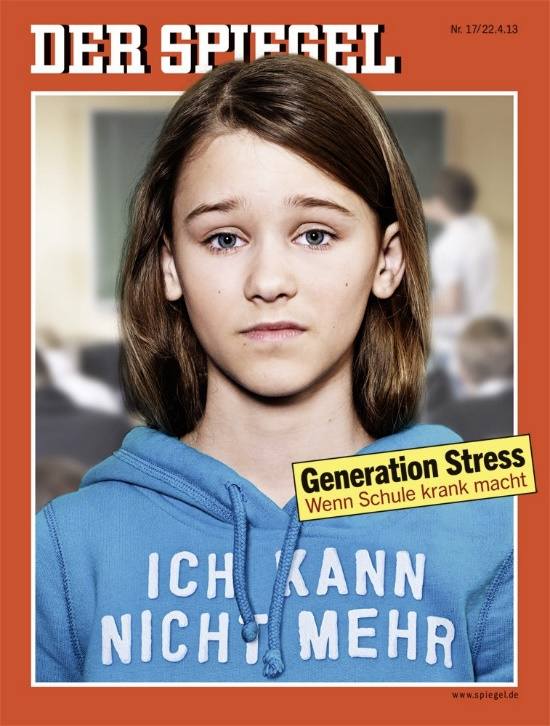 DER SPIEGEL
Nr. 17/22.4.13
Generation Stress
Wenn Schule krank macht
ICH KANN
NICHT MEHR
www.spiegel.de